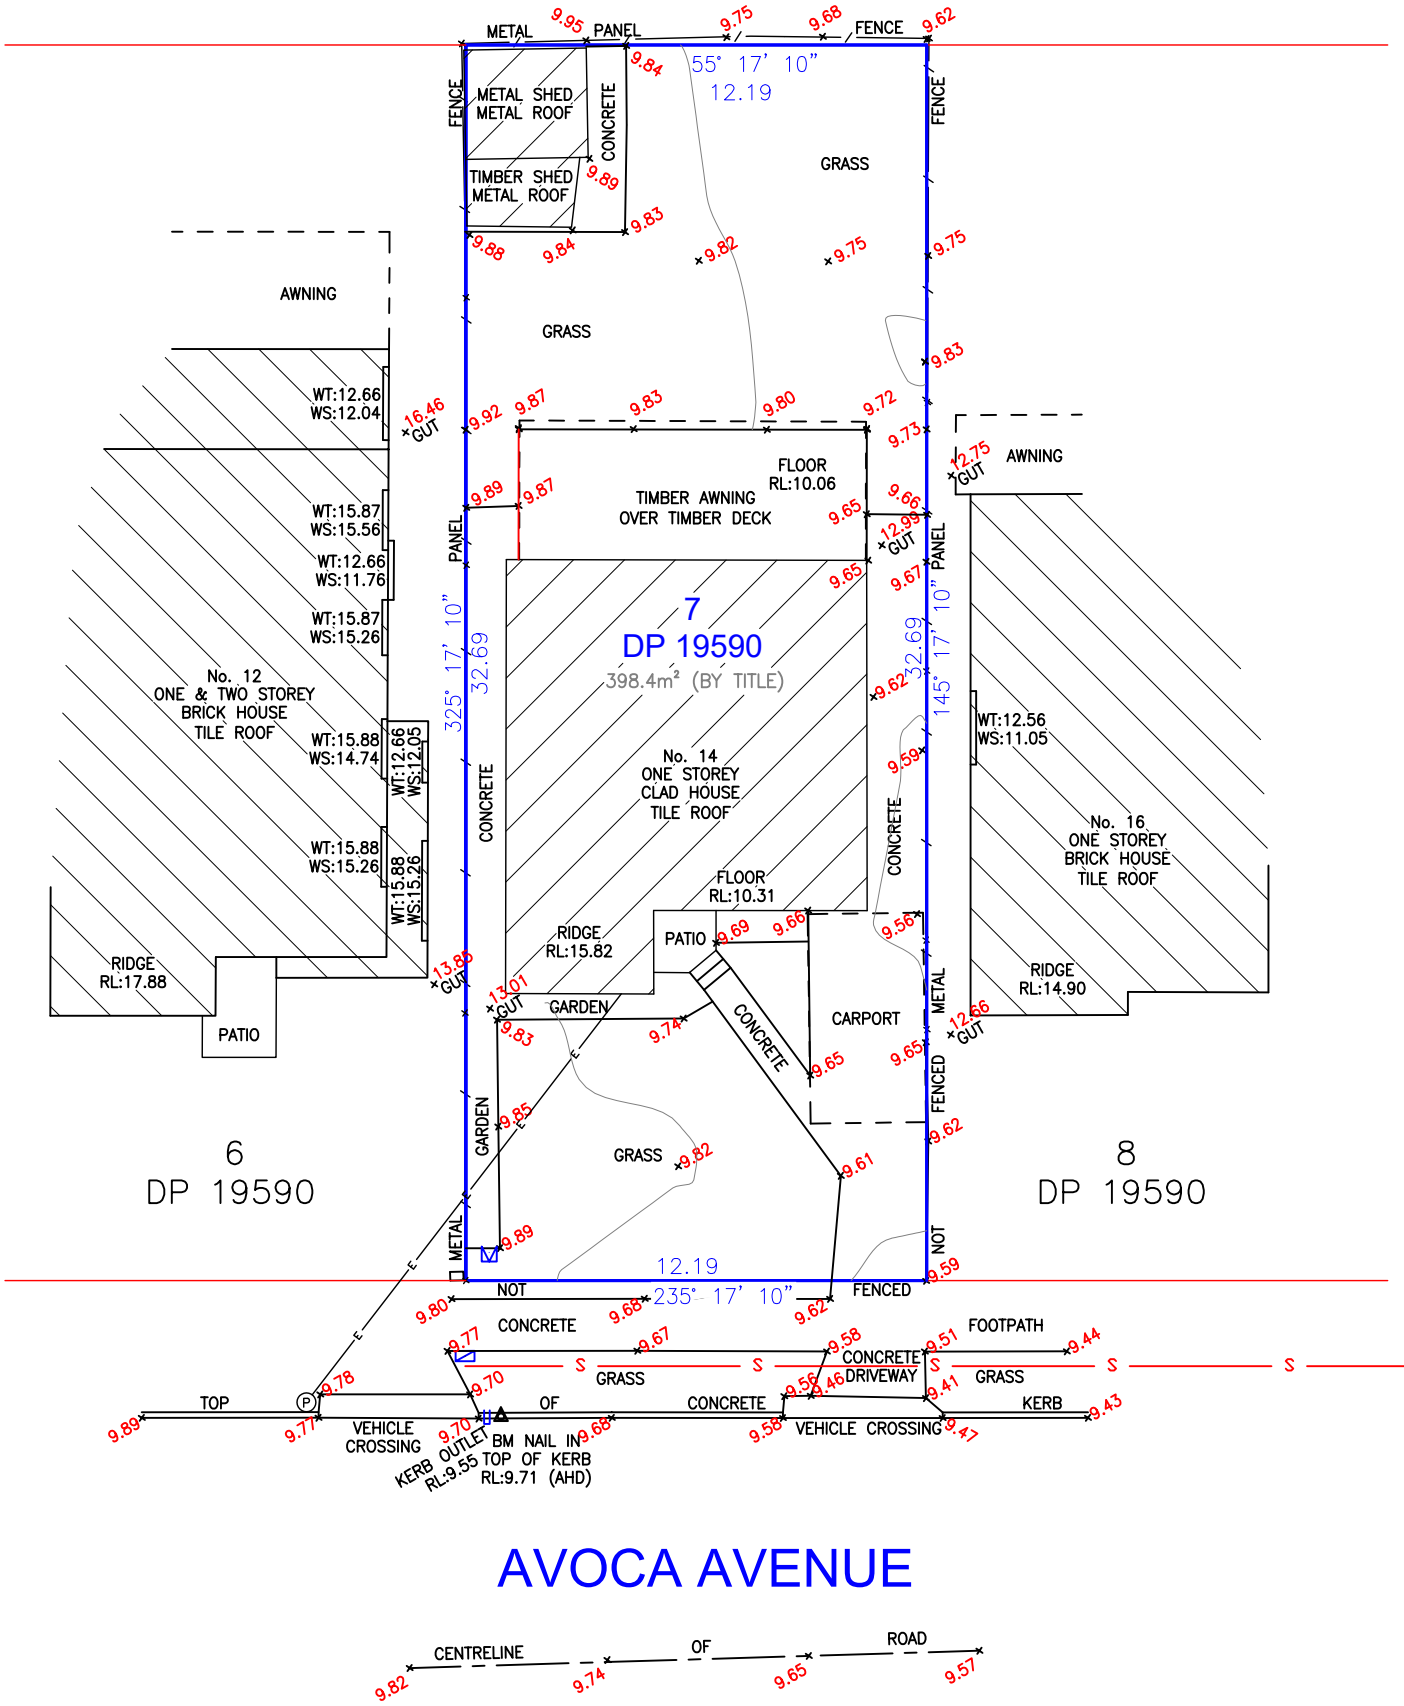 METAL
9.95
PANEL
9.75
9.68
FENCE
9.62
9.84
55° 17' 10"
12.19
FENCE
METAL SHED
METAL ROOF
CONCRETE
FENCE
GRASS
TIMBER SHED
METAL ROOF
9.89
9.88
9.84
9.83
9.82
9.75
9.75
AWNING
GRASS
9.83
WT:12.66
WS:12.04
16.46
GUT
9.92
9.87
9.83
9.80
9.72
9.73
AWNING
12.75
GUT
FLOOR
RL:10.06
TIMBER AWNING
OVER TIMBER DECK
9.89
9.87
9.65
9.66
12.99
GUT
WT:15.87
WS:15.56
PANEL
PANEL
WT:12.66
WS:11.76
9.65
9.67
WT:15.87
WS:15.26
325° 17' 10"
32.69
7
DP 19590
398.4m² (BY TITLE)
32.69
145° 17' 10"
No. 12
ONE & TWO STOREY
BRICK HOUSE
TILE ROOF
9.62
WT:12.56
WS:11.05
WT:15.88
WS:14.74
WT:12.66
WS:12.05
9.59
No. 14
ONE STOREY
CLAD HOUSE
TILE ROOF
CONCRETE
CONCRETE
No. 16
ONE STOREY
BRICK HOUSE
TILE ROOF
WT:15.88
WS:15.26
WT:15.88
WS:15.26
FLOOR
RL:10.31
9.66
9.56
RIDGE
RL:15.82
PATIO
9.69
RIDGE
RL:17.88
13.85
GUT
13.01
GUT
GARDEN
METAL
RIDGE
RL:14.90
PATIO
9.83
9.74
CONCRETE
CARPORT
9.65
12.66
GUT
E
9.65
FENCED
GARDEN
9.85
E
9.62
6
DP 19590
GRASS
9.82
9.61
8
DP 19590
E
METAL
9.89
NOT
E
12.19
9.59
9.80
NOT
9.68
235° 17' 10"
9.62
FENCED
E
CONCRETE
FOOTPATH
9.77
9.67
9.58
9.51
9.44
CONCRETE
DRIVEWAY
S
S
S
S
S
GRASS
GRASS
P
9.78
9.70
9.56
9.46
9.41
TOP
OF
CONCRETE
KERB
9.89
9.77
VEHICLE
CROSSING
9.70
9.68
9.58
VEHICLE CROSSING
9.47
9.43
KERB OUTLET
RL:9.55
BM NAIL IN
TOP OF KERB
RL:9.71 (AHD)
AVOCA AVENUE
CENTRELINE
OF
ROAD
9.82
9.74
9.65
9.57